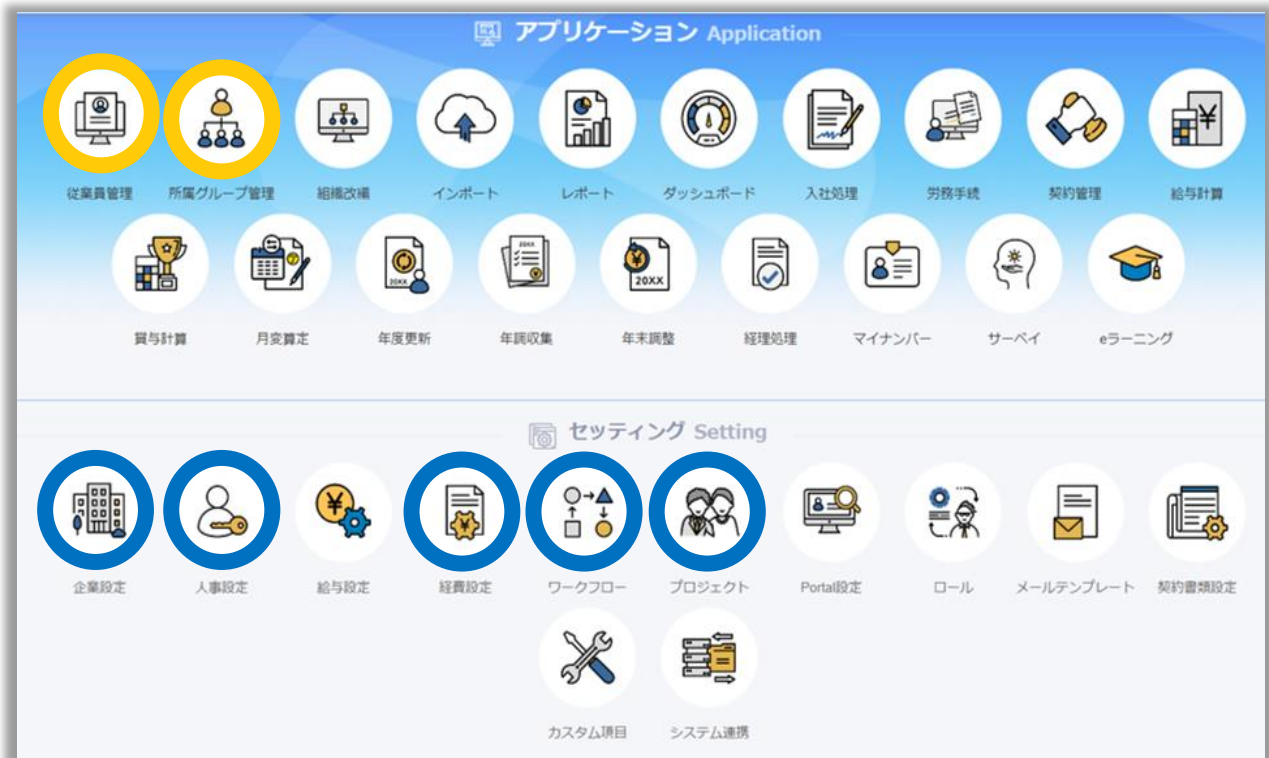 アプリケーション Application
従業員管理 所属グループ管理 組織改編 インポート レポート ダッシュボード 入社処理 労務手続 契約管理 給与計算
20XX 20XX 20XX
賞与計算 月変算定 年度更新 年調収集 年末調整 経理処理 マイナンバー サーベイ eラーニング
セッティング Setting
企業設定 人事設定 給与設定 経費設定 ワークフロー プロジェクト Portal設定 ロール メールテンプレート 契約書類設定
カスタム項目 システム連携